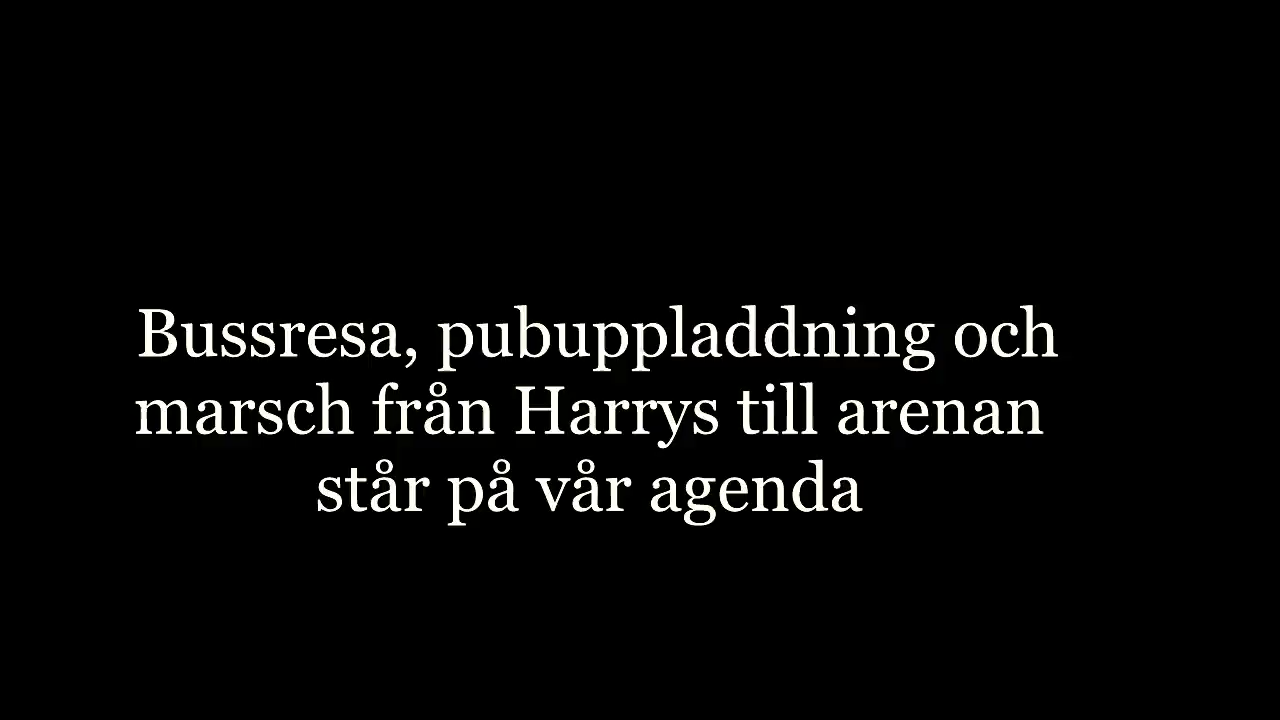 Bussresa, pubuppladdning och
marsch från Harrys till arenan
står på vår agenda